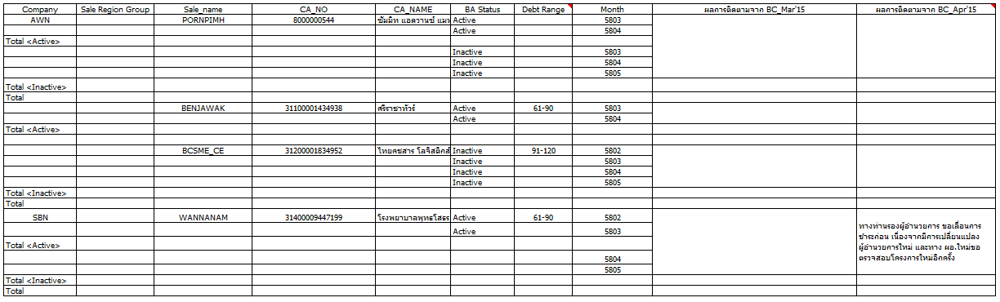 Company Sale Region Group Sale_name CA_NO CA_NAME BA Status Debt Range Month ผลการติดตามจาก BC_Mar'15 ผลการติดตามจาก BC_Apr'15
AWN PORNPIMH 8000000544 ซัมมิท แอดวานซ์ Active 5803
Active 5804
Total <Active>
Inactive 5803
Inactive 5804
Inactive 5805
Total <Inactive>
Total
BENJAWAK 31100001434938 ศรีราชาทัวร์ Active 61-90 5803
Active 5804
Total <Active>
BCSME_CE 31200001834952 ไทยคชสาร โลจิสติกส์ Inactive 91-120 5802
Inactive 5803
Inactive 5804
Inactive 5805
Total <Inactive>
Total
SBN WANNANAM 31400009447199 โรงพยาบาลพุทธโสธร Active 61-90 5802
Active 5803
ทางท่านรองผู้อำนวยการ ขอเลื่อนการ
ชำระก่อน เนื่องจากมีการเปลี่ยนแปลง
ผู้อำนวยการใหม่ และทาง ผอ.ใหม่ขอ
ตรวจสอบโครงการใหม่อีกครั้ง
Total <Active>
5804
5805
Total <Inactive>
Total